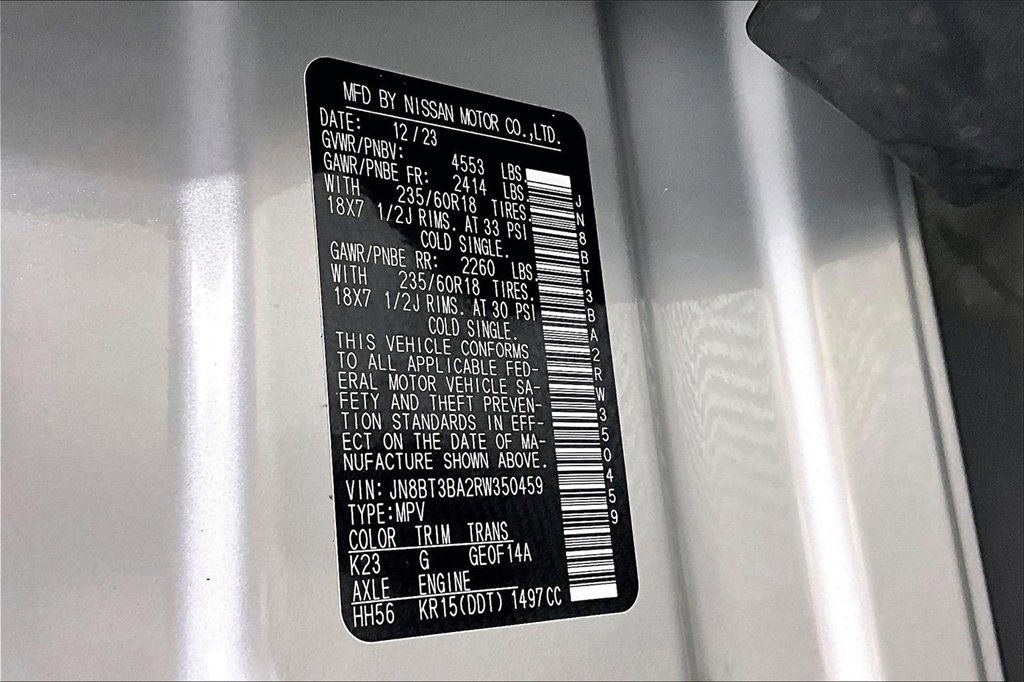 MFD BY NISSAN MOTOR CO.,LTD.
DATE: 12/23
GVWR/PNBV: 4553 LBS.
GAWR/PNBE FR: 2414 LBS
WITH 235/60R18 TIRES
18X7 1/2J RIMS. AT 33 PSI
COLD SINGLE.
GAWR/PNBE RR: 2260 LBS.
WITH 235/60R18 TIRES.
18X7 1/2J RIMS. AT 30 PSI
COLD SINGLE.
THIS VEHICLE CONFORMS
TO ALL APPLICABLE FED-
ERAL MOTOR VEHICLE SA-
FETY AND THEFT PREVEN-
TION STANDARDS IN EFF-
ECT ON THE DATE OF MA-
NUFACTURE SHOWN ABOVE.
VIN: JN8BT3BA2RW350459
TYPE:MPV
COLOR TRIM TRANS
K23 G GE0F14A
AXLE ENGINE
HH56 KR15(DDT) 1497CC
JN8BT3BA2RW350459